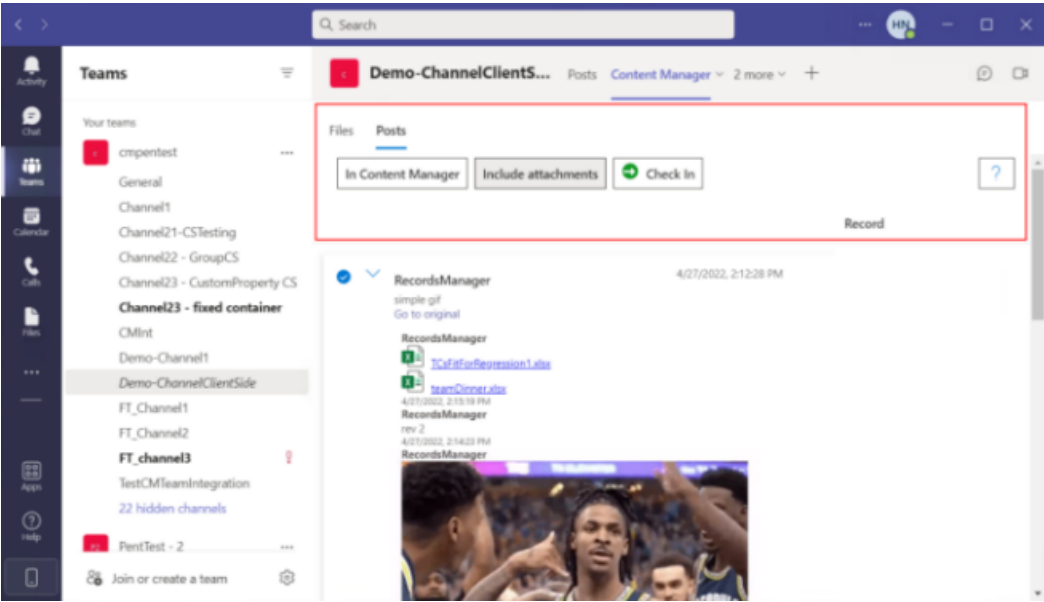 Search
HN
Activity
Chat
Teams
Calendar
Calls
Files
Apps
Help
Teams
Your teams
cmpentest
General
Channel1
Channel21-CSTesting
Channel22 - GroupCS
Channel23 - CustomProperty CS
Channel23 - fixed container
CMInt
Demo-Channel1
Demo-ChannelClientSide
FT_Channel1
FT_Channel2
FT_channel3
TestCMTeamIntegration
22 hidden channels
PentTest - 2
Join or create a team
Demo-ChannelClientS... Posts Content Manager 2 more +
Files Posts
In Content Manager Include attachments Check In ?
Record
RecordsManager 4/27/2022, 2:12:28 PM
simple gif
Go to original
RecordsManager
TCsFitForRegression1.xlsx
teamDinner.xlsx
4/27/2022, 2:15:19 PM
RecordsManager
rev 2
4/27/2022, 2:14:23 PM
RecordsManager